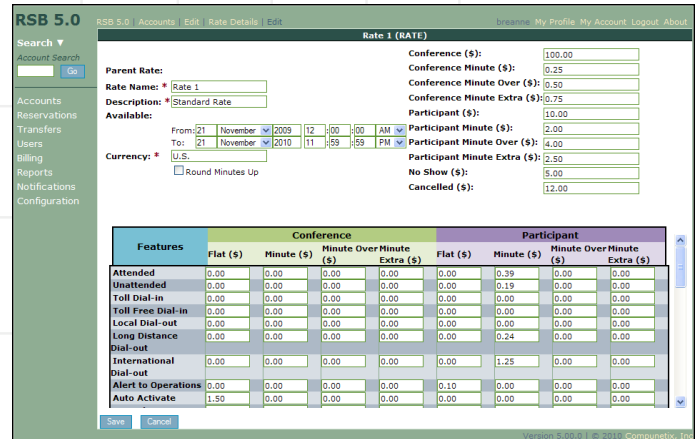 RSB 5.0
RSB 5.0 | Accounts | Edit | Rate Details | Edit
breanne My Profile My Account Logout About
Rate 1 (RATE)
Search ▼
Account Search
Go
Accounts
Reservations
Transfers
Users
Billing
Reports
Notifications
Configuration
Parent Rate:
Rate Name: * Rate 1
Description: * Standard Rate
Available:
From: 21 November 2009 12 : 00 : 00 AM
To: 21 November 2010 11 : 59 : 59 PM
Currency: * U.S.
Round Minutes Up
Conference ($): 100.00
Conference Minute ($): 0.25
Conference Minute Over ($): 0.50
Conference Minute Extra ($): 0.75
Participant ($): 10.00
Participant Minute ($): 2.00
Participant Minute Over ($): 4.00
Participant Minute Extra ($): 2.50
No Show ($): 5.00
Cancelled ($): 12.00
Features Conference Participant
Flat ($) Minute ($) Minute Over ($) Minute Extra ($) Flat ($) Minute ($) Minute Over ($) Minute Extra ($)
Attended 0.00 0.00 0.00 0.00 0.00 0.39 0.00 0.00
Unattended 0.00 0.00 0.00 0.00 0.00 0.19 0.00 0.00
Toll Dial-in 0.00 0.00 0.00 0.00 0.00 0.00 0.00 0.00
Toll Free Dial-in 0.00 0.00 0.00 0.00 0.00 0.00 0.00 0.00
Local Dial-out 0.00 0.00 0.00 0.00 0.00 0.00 0.00 0.00
Long Distance 0.00 0.00 0.00 0.00 0.00 0.24 0.00 0.00
Dial-out
International 0.00 0.00 0.00 0.00 0.00 1.25 0.00 0.00
Dial-out
Alert to Operations 0.00 0.00 0.00 0.00 0.10 0.00 0.00 0.00
Auto Activate 1.50 0.00 0.00 0.00 0.00 0.00 0.00 0.00
Save Cancel
Version 5.00.0 | © 2010 Compunetix, Inc